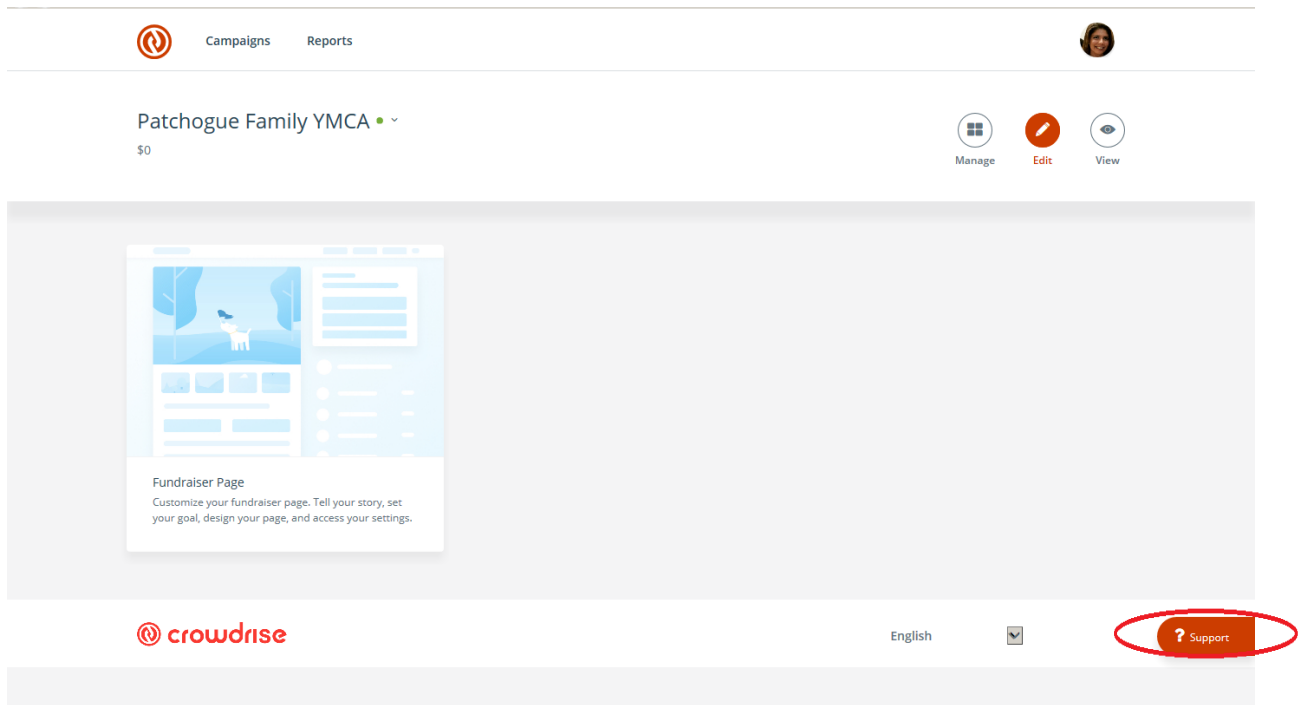 Campaigns Reports
Patchogue Family YMCA
$0
Manage Edit View
Fundraiser Page
Customize your fundraiser page. Tell your story, set
your goal, design your page, and access your settings.
crowdrise English ? Support